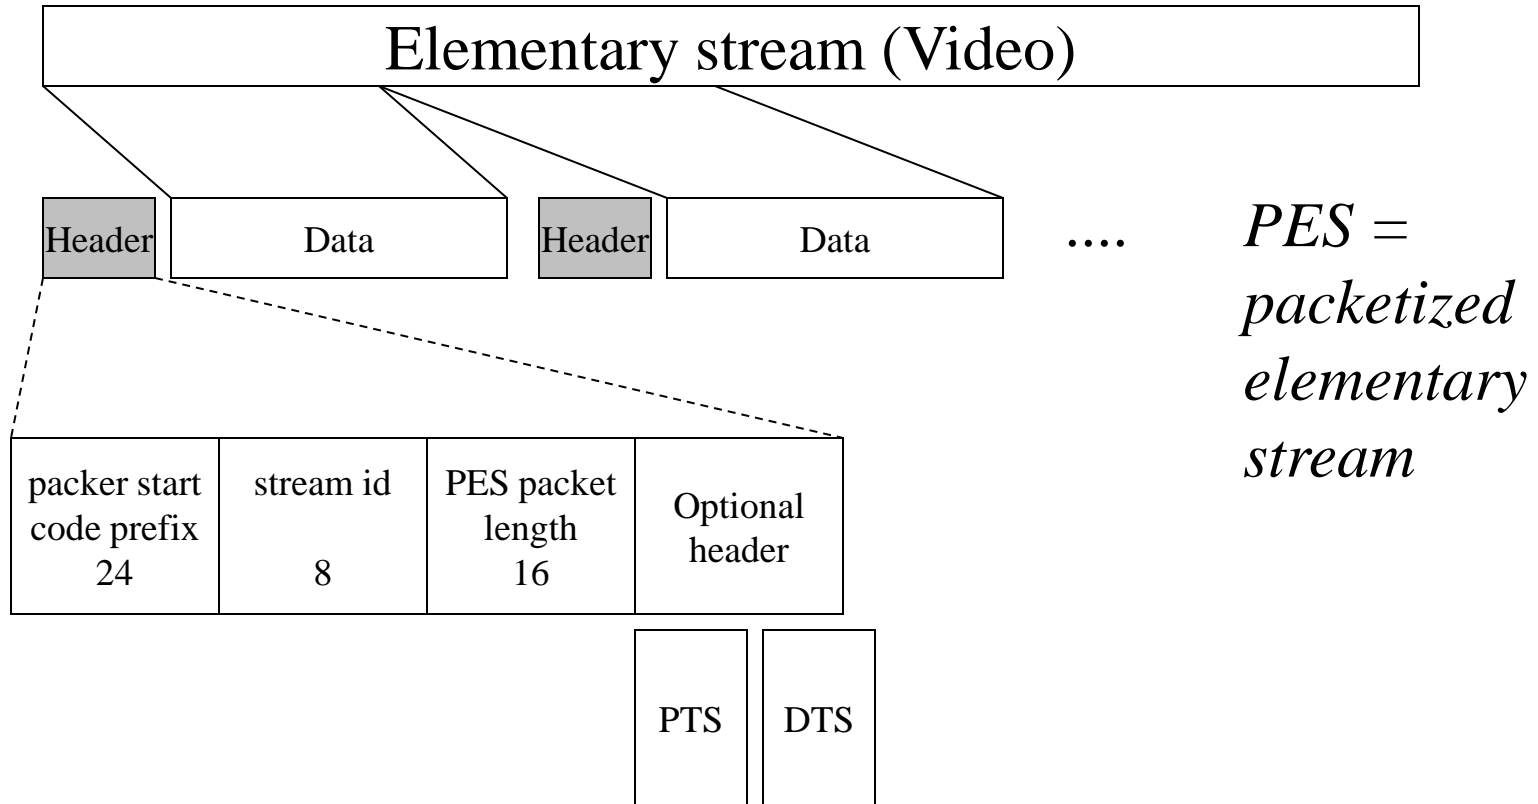 Elementary stream (Video)
Header
Data
Header
Data
....
PES =
packetized
elementary
stream
packer start
code prefix
24
stream id
8
PES packet
length
16
Optional
header
PTS
DTS